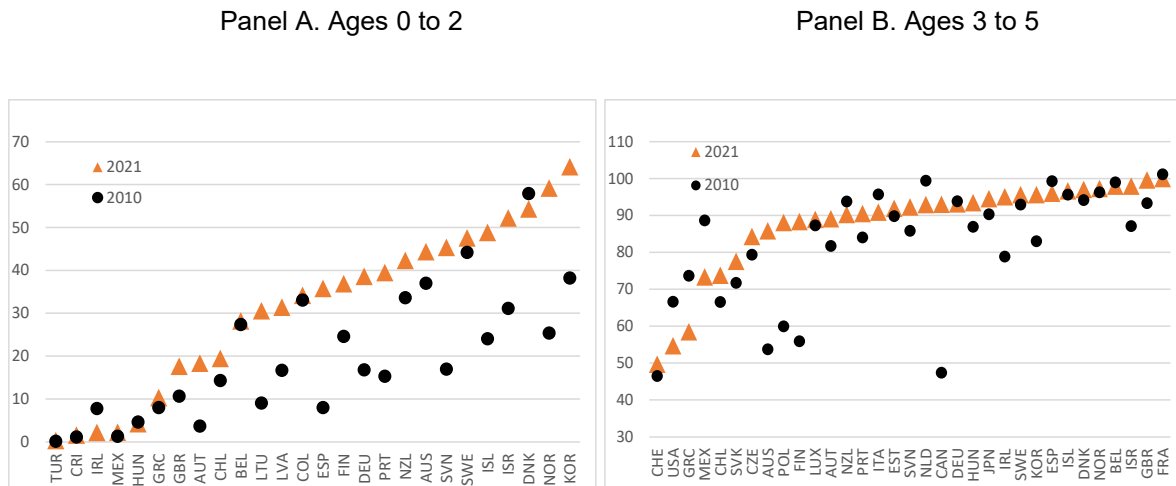 Panel A. Ages 0 to 2
70
60
50
40
30
20
10
0
2021
2010
TUR
CRI
IRL
MEX
HUN
GRC
GBR
AUT
CHL
BEL
LTU
LVA
COL
ESP
FIN
DEU
PRT
NZL
AUS
SVN
SWE
ISL
ISR
DNK
NOR
KOR
Panel B. Ages 3 to 5
110
100
90
80
70
60
50
40
30
2021
2010
CHE
USA
GRC
MEX
CHL
SVK
CZE
AUS
POL
FIN
LUX
AUT
NZL
PRT
ITA
EST
SVN
NLD
CAN
DEU
HUN
JPN
IRL
SWE
KOR
ESP
ISL
DNK
NOR
BEL
ISR
GBR
FRA